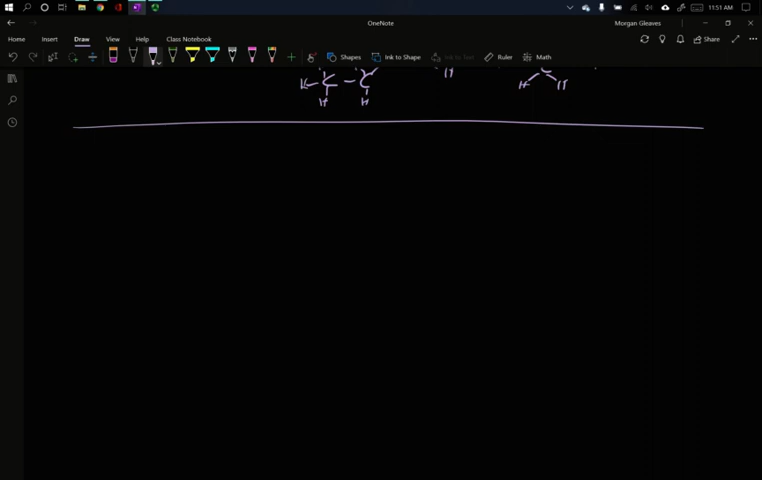 11:51 AM
OneNote
Morgan Gleaves
Home Insert Draw View Help Class Notebook
Share
Shapes Ink to Shape Ink to Text Ruler Math
H
H - C - C
H H
C
H H